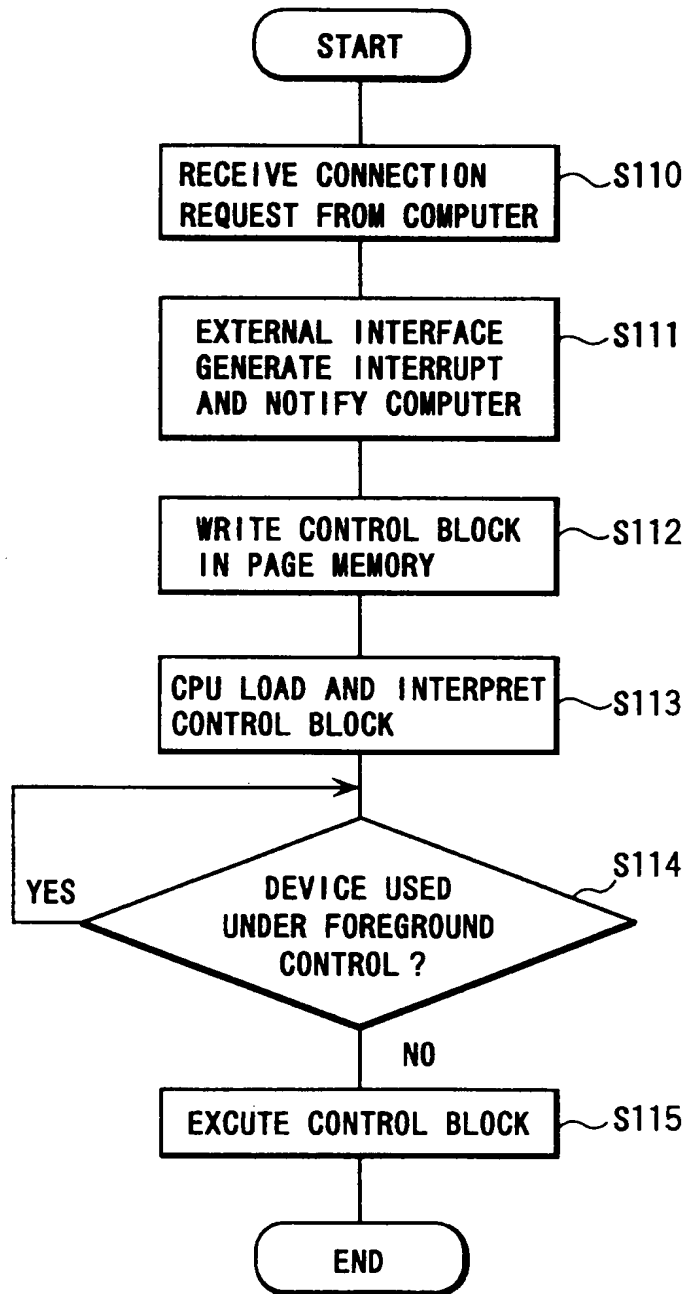 START
RECEIVE CONNECTION
REQUEST FROM COMPUTER
S110
EXTERNAL INTERFACE
GENERATE INTERRUPT
AND NOTIFY COMPUTER
S111
WRITE CONTROL BLOCK
IN PAGE MEMORY
S112
CPU LOAD AND INTERPRET
CONTROL BLOCK
S113
YES
DEVICE USED
UNDER FOREGROUND
CONTROL ?
S114
NO
EXCUTE CONTROL BLOCK
S115
END